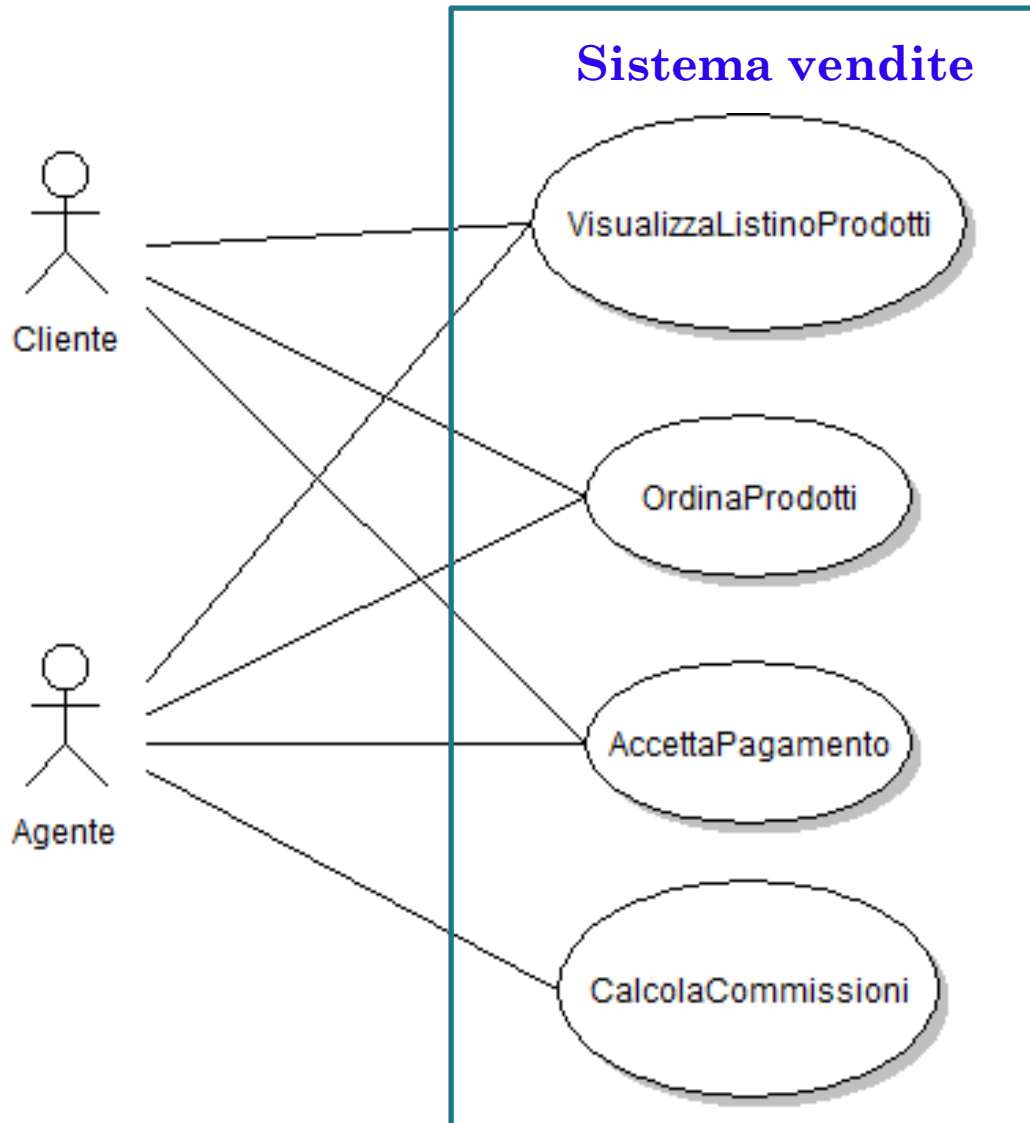 Sistema vendite
VisualizzaListinoProdotti
Cliente
OrdinaProdotti
AccettaPagamento
Agente
CalcolaCommissioni